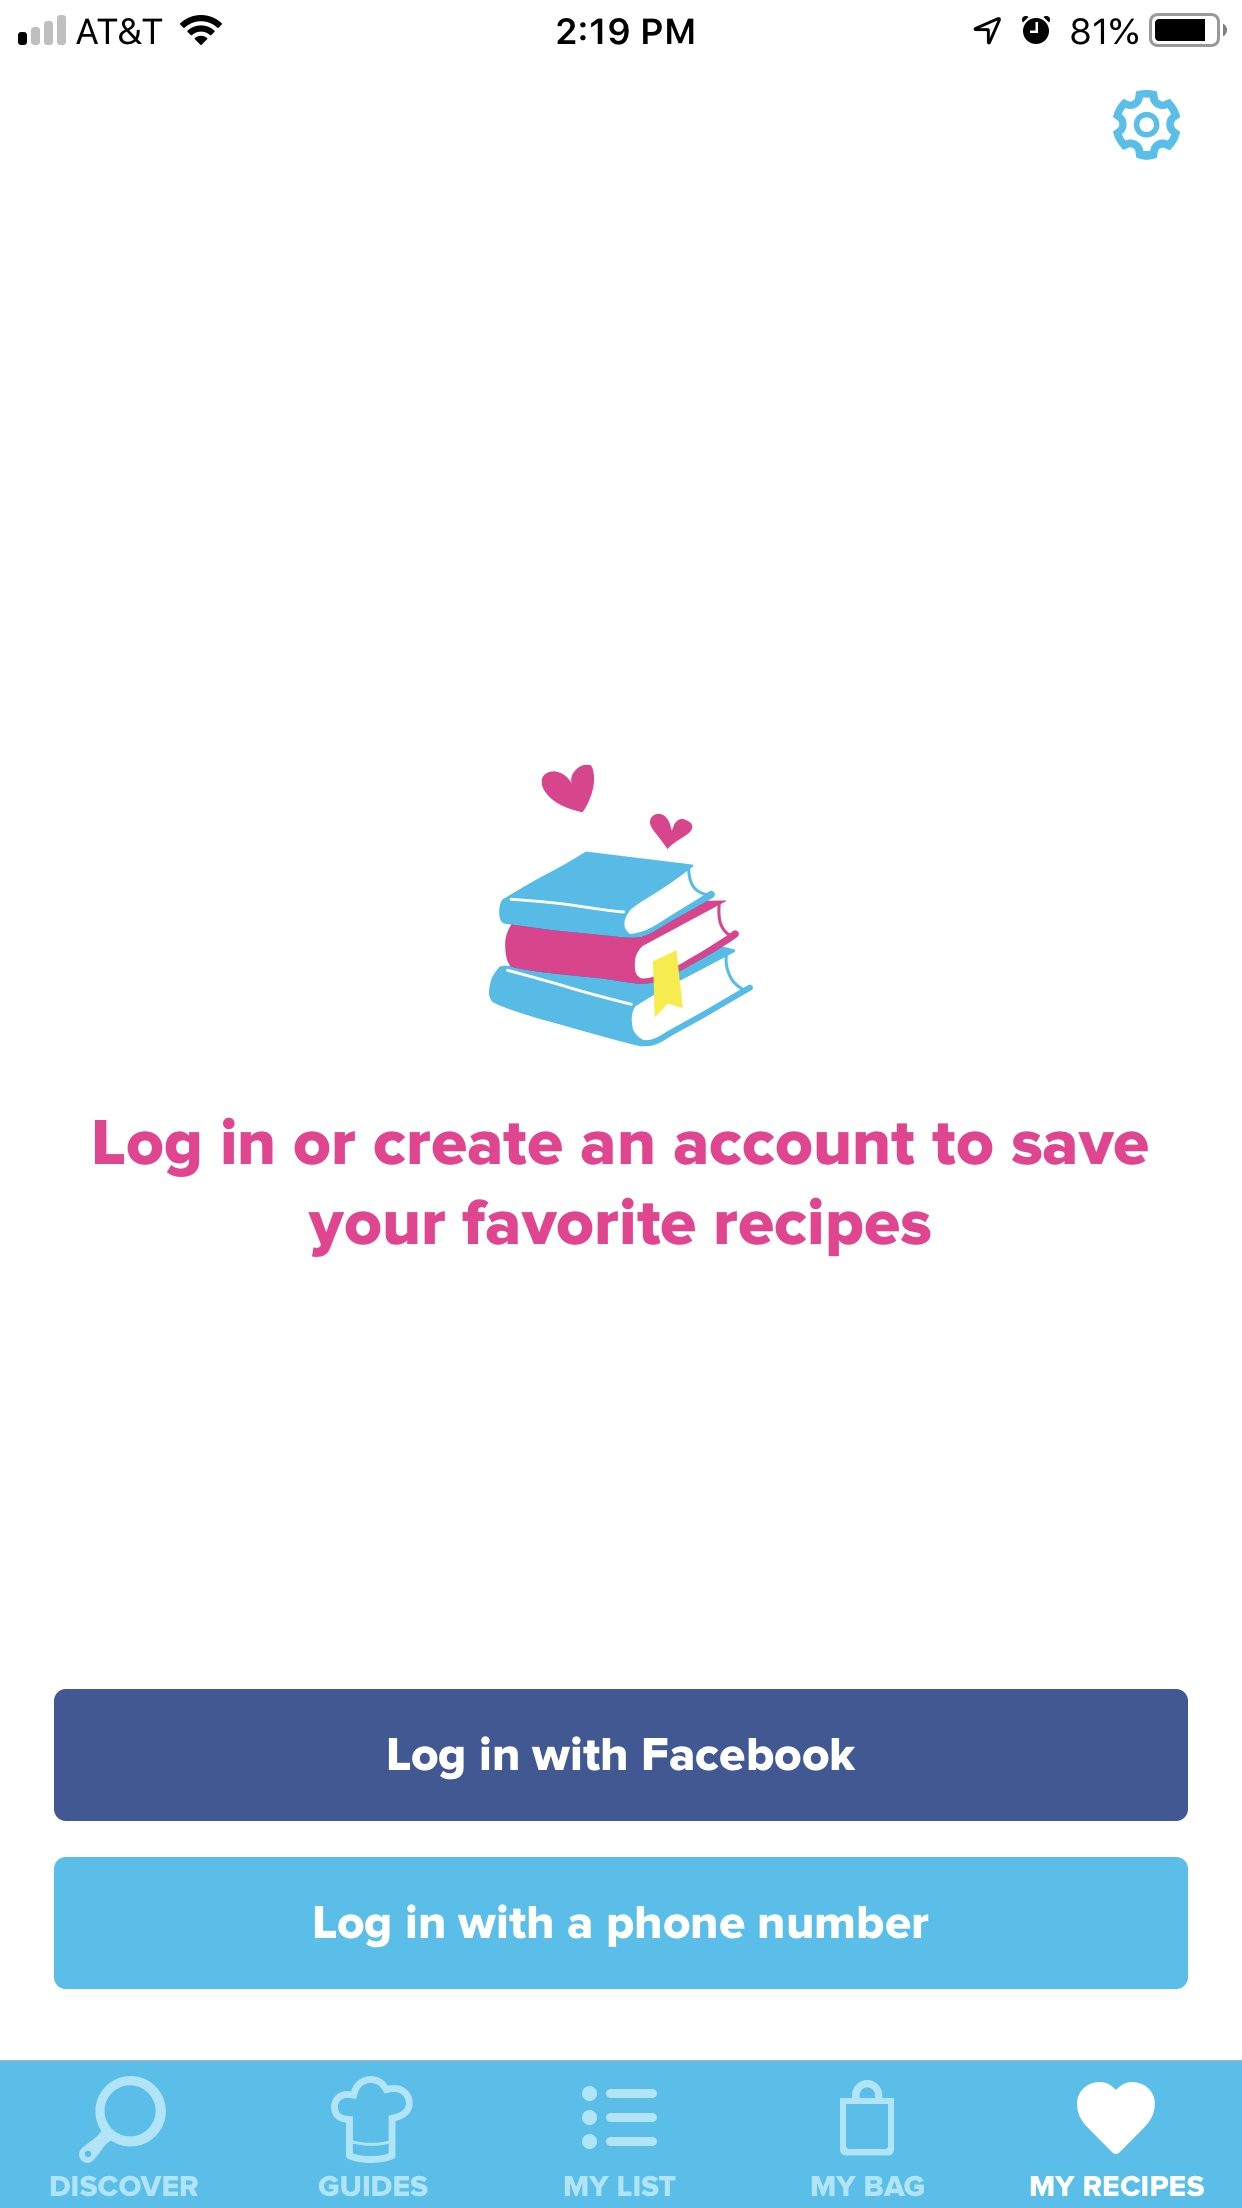 AT&T 2:19 PM 81%
Log in or create an account to save
your favorite recipes
Log in with Facebook
Log in with a phone number
DISCOVER GUIDES MY LIST MY BAG MY RECIPES